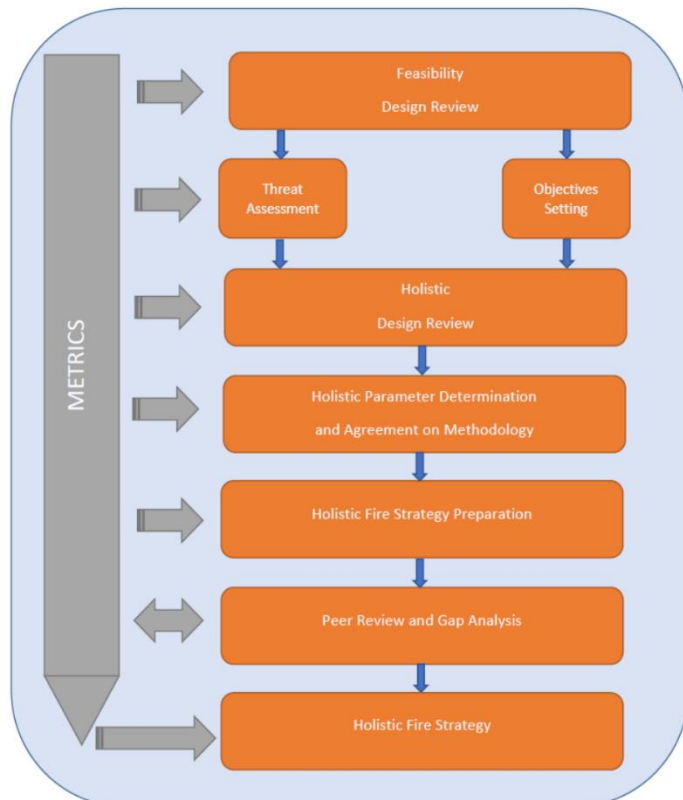 METRICS
Feasibility
Design Review
Threat
Assessment
Objectives
Setting
Holistic
Design Review
Holistic Parameter Determination
and Agreement on Methodology
Holistic Fire Strategy Preparation
Peer Review and Gap Analysis
Holistic Fire Strategy